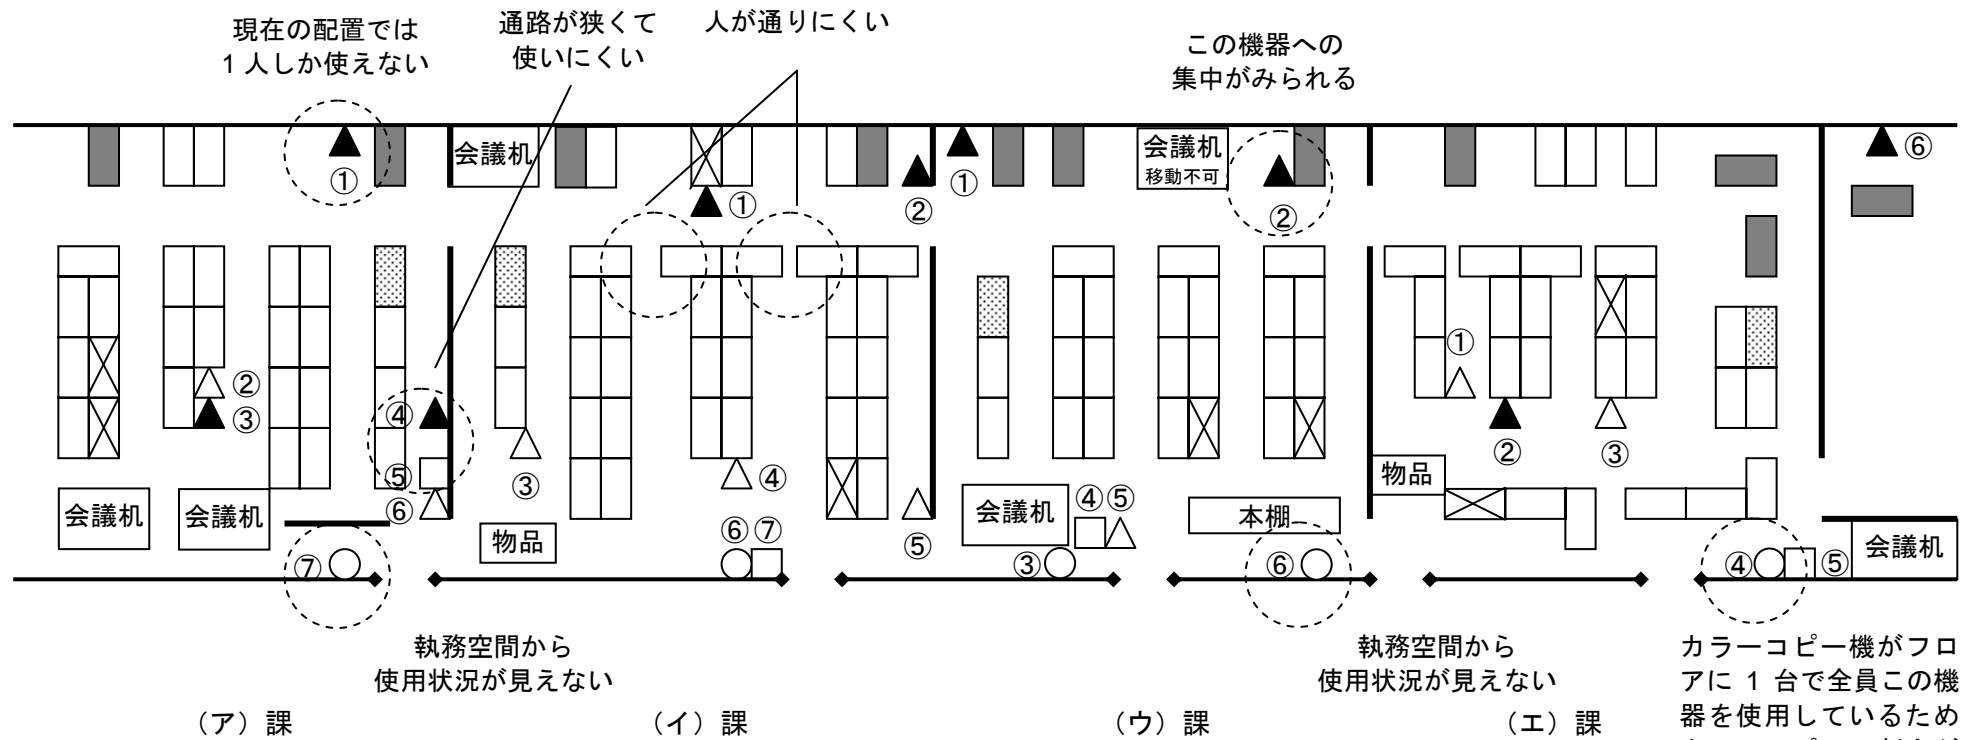 現在の配置では
1人しか使えない
通路が狭くて
使いにくい
人が通りにくい
この機器への
集中がみられる
会議机
会議机
移動不可
①
①
②
①
②
⑥
②
③
④
⑤
⑥
③
④
⑤
①
②
③
物品
会議机
会議机
⑦
物品
⑥⑦
会議机
④⑤
③
本棚
⑥
④
⑤
会議机
執務空間から
使用状況が見えない
執務空間から
使用状況が見えない
カラーコピー機がフロ
アに 1 台で全員この機
器を使用しているため
（ア）課
（イ）課
（ウ）課
（エ）課